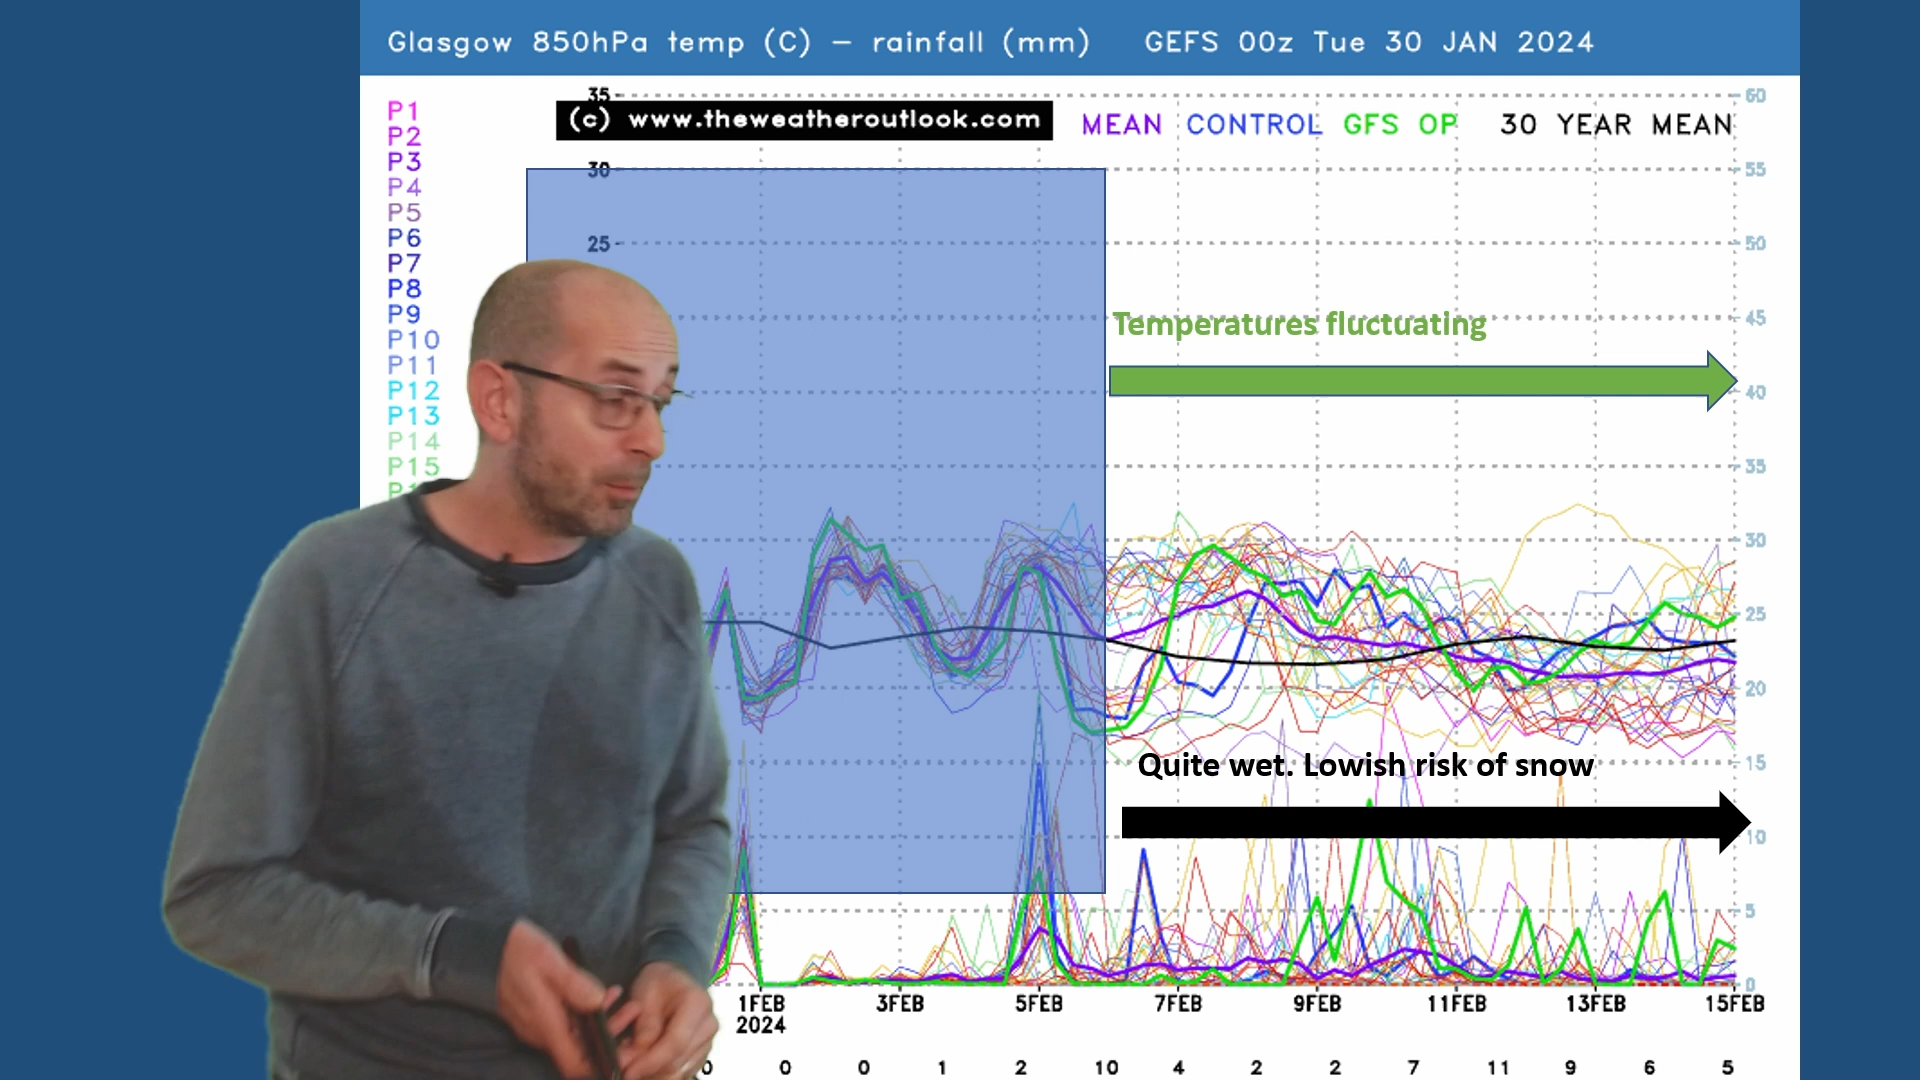 Glasgow 850hPa temp (C) – rainfall (mm) GEFS 00z Tue 30 JAN 2024
35
60
(c) www.theweatheroutlook.com
MEAN CONTROL GFS OP 30 YEAR MEAN
P1
P2
P3
P4
P5
P6
P7
P8
P9
P10
P11
P12
P13
P14
P15
30
55
25
50
Temperatures fluctuating
45
40
35
30
25
20
Quite wet. Lowish risk of snow
15
10
5
0
1FEB 3FEB 5FEB 7FEB 9FEB 11FEB 13FEB 15FEB
2024
0 0 0 1 2 10 4 2 2 7 11 9 6 5